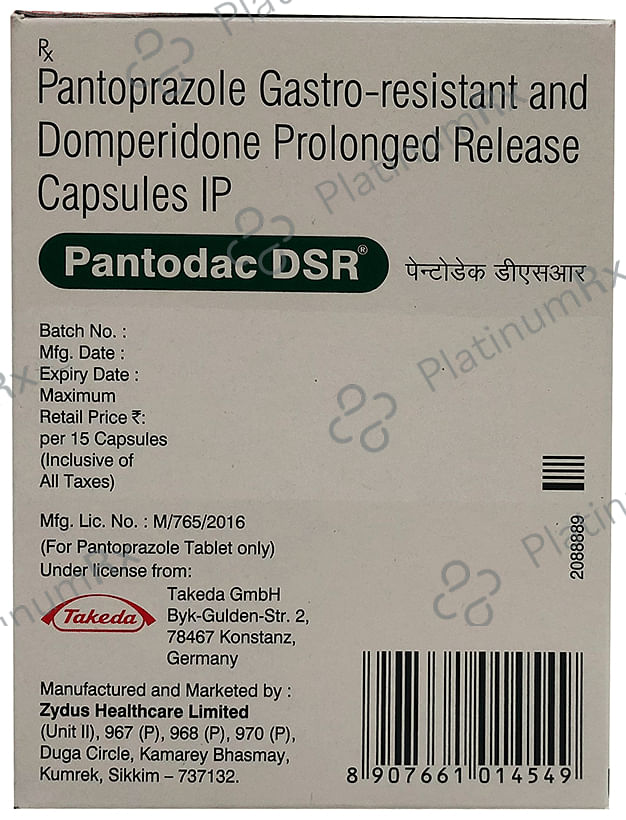 Rx
Pantoprazole Gastro-resistant and
Domperidone Prolonged Release
Capsules IP
Pantodac DSR®
पेन्टोडेक डीएसआर
Batch No. :
Mfg. Date :
Expiry Date :
Maximum
Retail Price ₹:
per 15 Capsules
(Inclusive of
All Taxes)
2088889
Mfg. Lic. No. : M/765/2016
(For Pantoprazole Tablet only)
Under license from:
Takeda
Takeda GmbH
Byk-Gulden-Str. 2,
78467 Konstanz,
Germany
Manufactured and Marketed by :
Zydus Healthcare Limited
(Unit II), 967 (P), 968 (P), 970 (P),
Duga Circle, Kamarey Bhasmay,
Kumrek, Sikkim – 737132.
8 907661 014549
PlatinumRx
PlatinumRx